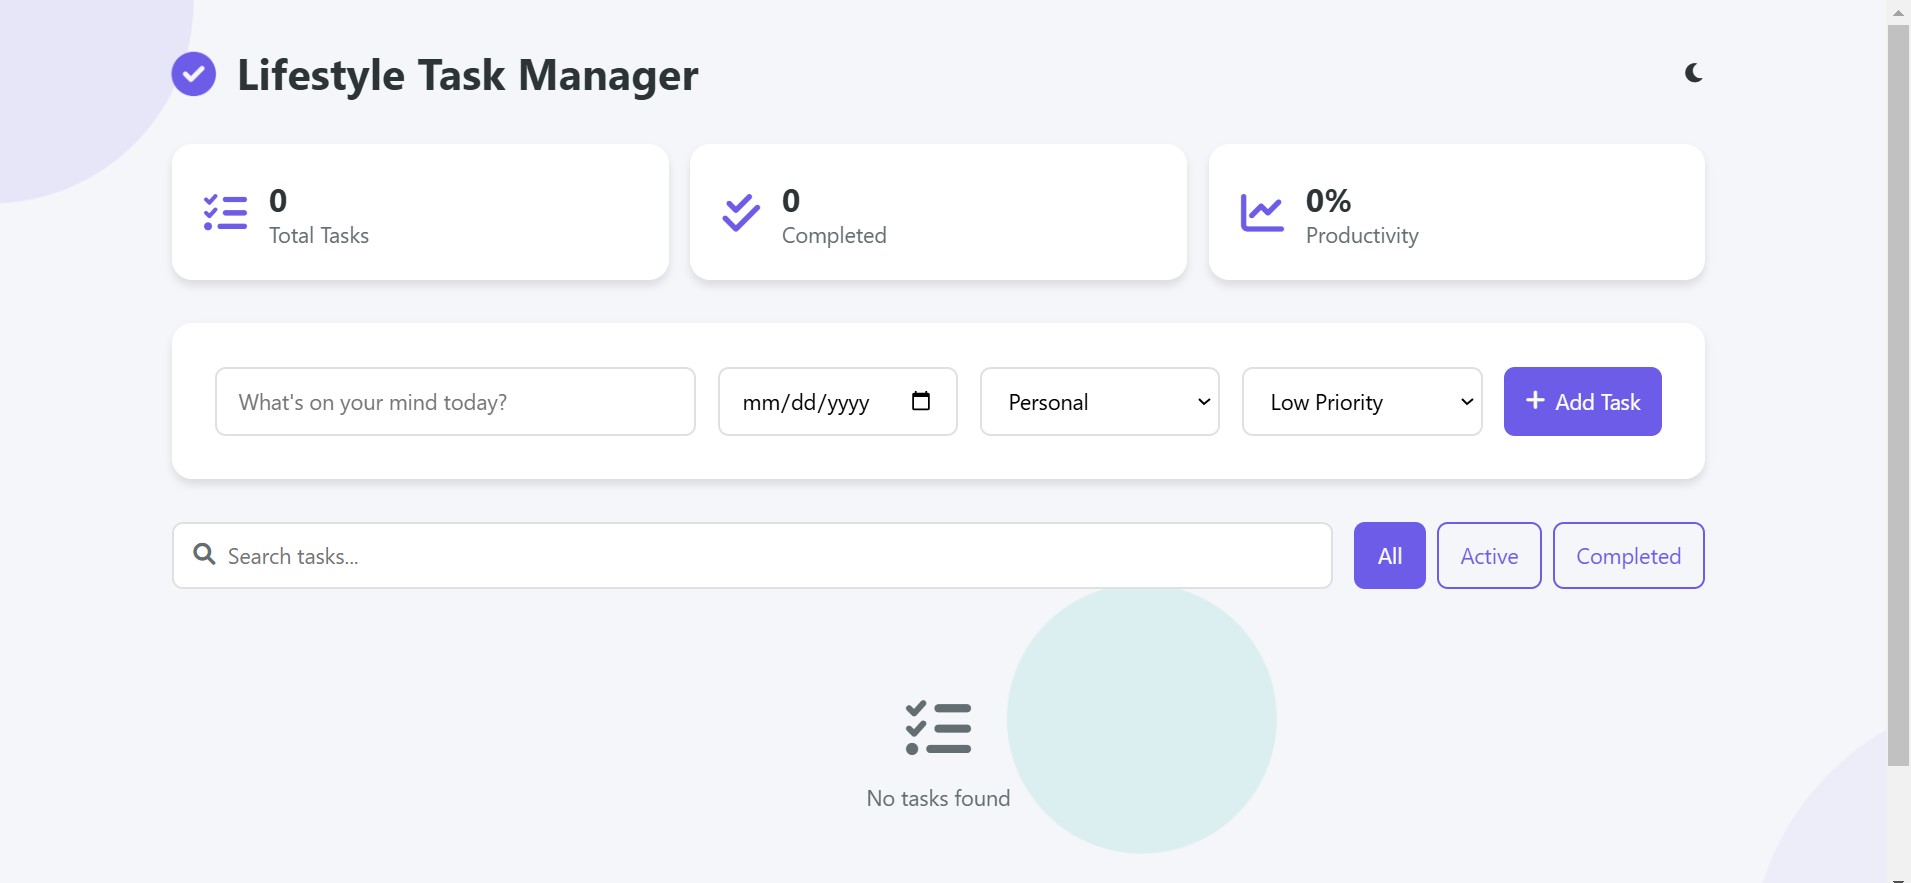 Lifestyle Task Manager
0
Total Tasks
0
Completed
0%
Productivity
What's on your mind today?
mm/dd/yyyy
Personal
Low Priority
Add Task
Search tasks...
All
Active
Completed
No tasks found